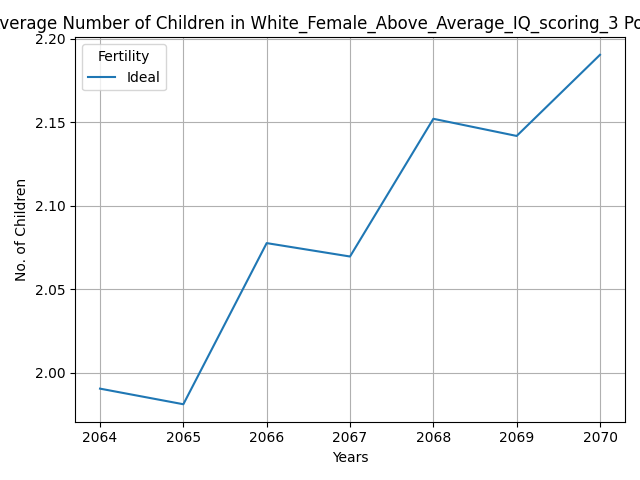 verage Number of Children in White_Female_Above_Average_IQ_scoring_3 Po
2.20
Fertility
Ideal
2.15
2.10
2.05
2.00
No. of Children
2064 2065 2066 2067 2068 2069 2070
Years